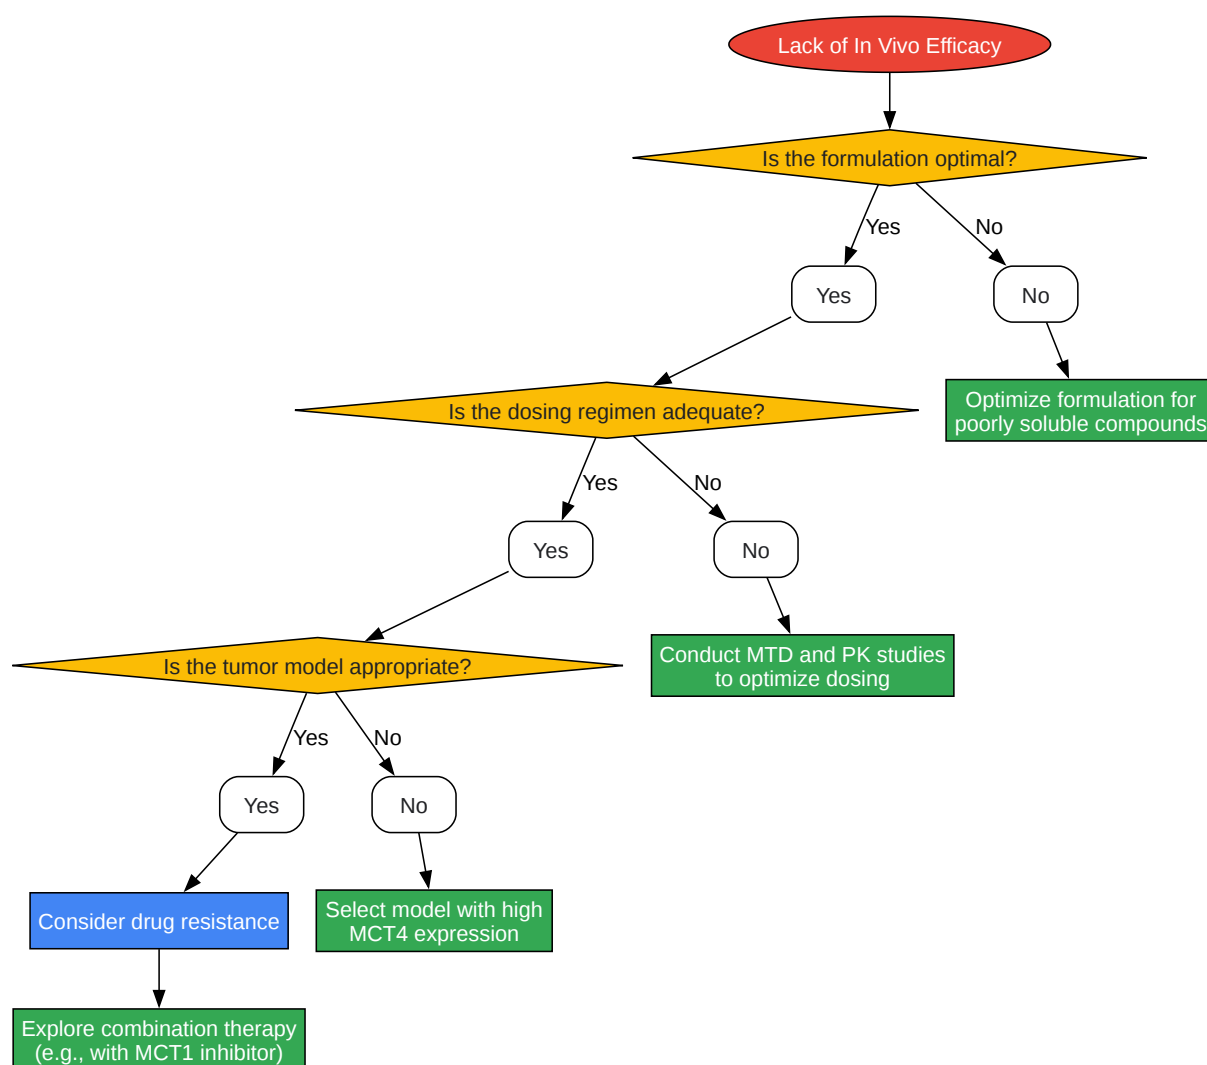 Lack of In Vivo Efficacy
Is the formulation optimal?
Yes
No
Yes
No
Optimize formulation for
poorly soluble compounds
Is the dosing regimen adequate?
Yes
No
Yes
No
Conduct MTD and PK studies
to optimize dosing
Is the tumor model appropriate?
Yes
No
Yes
No
Consider drug resistance
Select model with high
MCT4 expression
Explore combination therapy
(e.g., with MCT1 inhibitor)